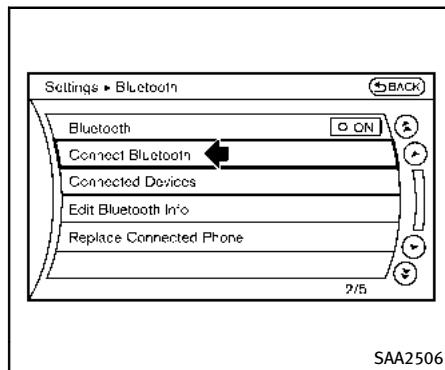 Settings ▸ Bluetooth
BACK
Bluetooth
ON
Connect Bluetooth
Connected Devices
Edit Bluetooth Info
Replace Connected Phone
2/5
SAA2506